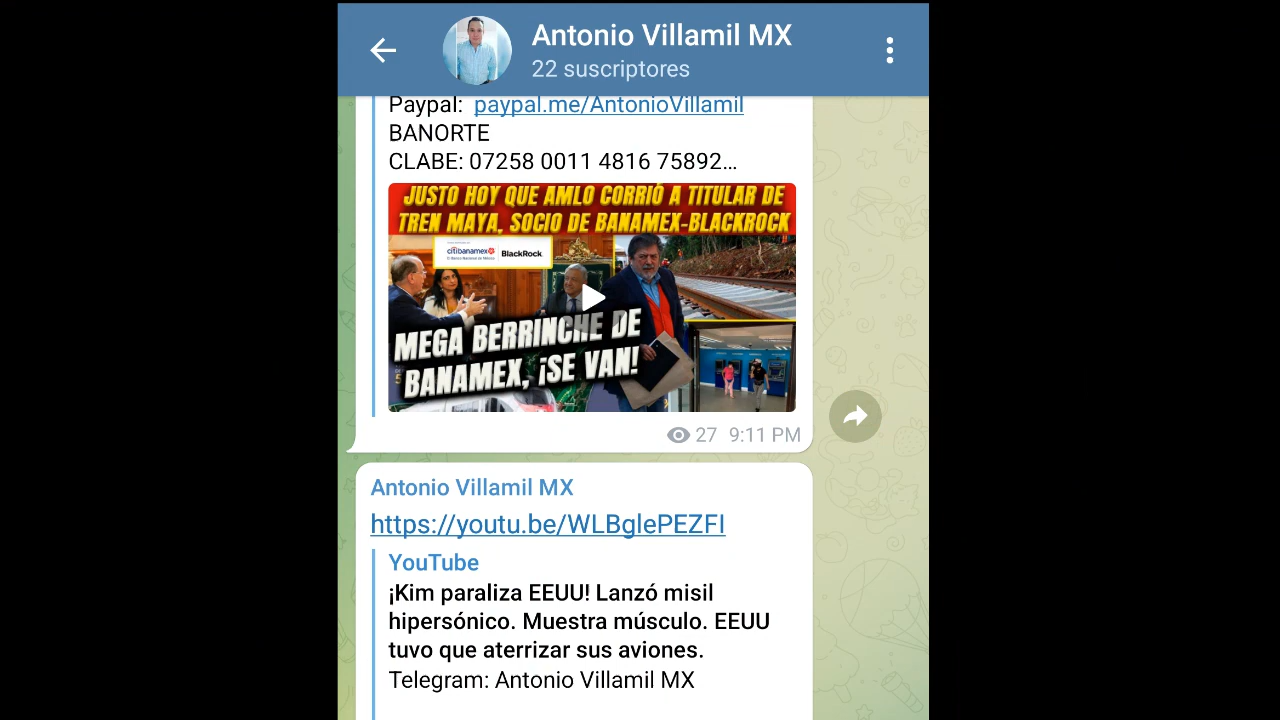 Antonio Villamil MX
22 suscriptores
Paypal: paypal.me/AntonioVillamil
BANORTE
CLABE: 07258 0011 4816 75892...
JUSTO HOY QUE AMLO CORRIÓ A TITULAR DE
TREN MAYA, SOCIO DE BANAMEX-BLACKROCK
citibanamex
BlackRock
MEGA BERRINCHE DE
BANAMEX, ¡SE VAN!
27 9:11 PM
Antonio Villamil MX
https://youtu.be/WLBglePEZFI
YouTube
¡Kim paraliza EEUU! Lanzó misil
hipersónico. Muestra músculo. EEUU
tuvo que aterrizar sus aviones.
Telegram: Antonio Villamil MX